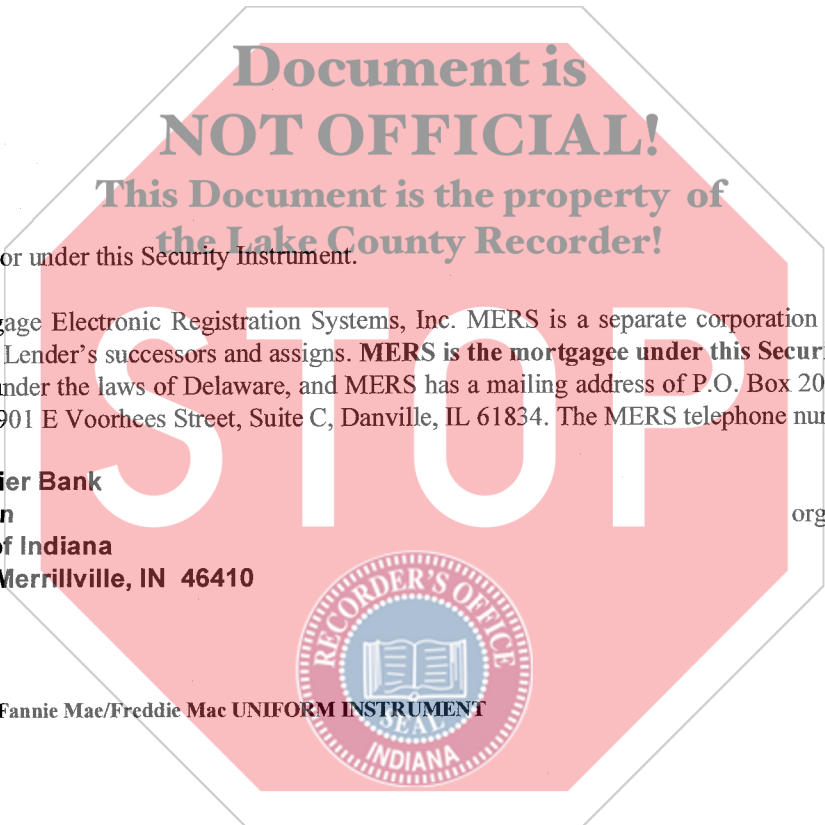 Document is
NOT OFFICIAL!
This Document is the property of
the Lake County Recorder!
or under this Security Instrument.
gage Electronic Registration Systems, Inc. MERS is a separate corporation
Lender's successors and assigns. MERS is the mortgagee under this Securi
nder the laws of Delaware, and MERS has a mailing address of P.O. Box 20
901 E Voorhees Street, Suite C, Danville, IL 61834. The MERS telephone nu
STOP
ier Bank
n org
of Indiana
Merrillville, IN 46410
RECORDER'S OFFICE
SEAL
INDIANA
Fannie Mae/Freddie Mac UNIFORM INSTRUMENT